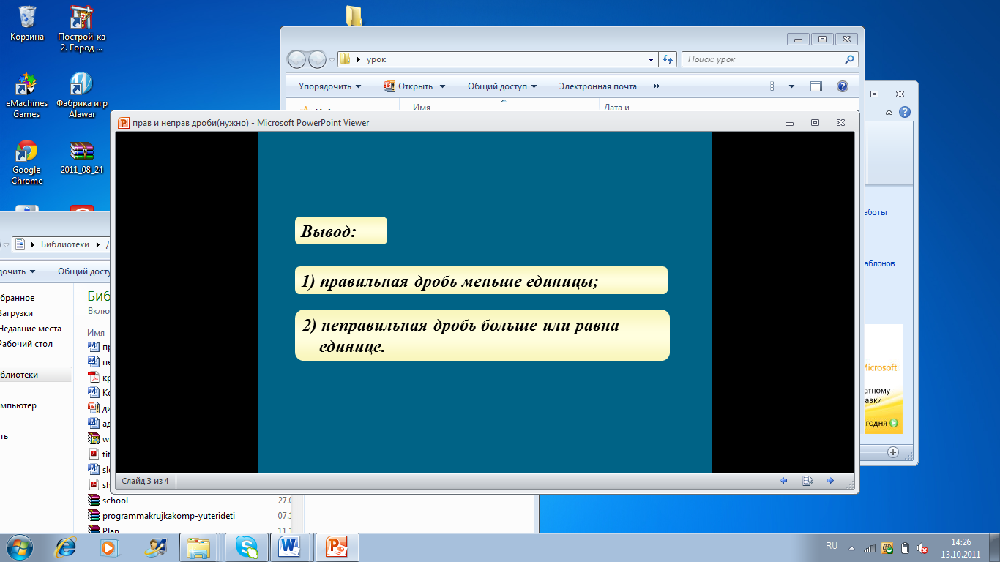 Корзина
Построй-ка
2. Город ...
eMachines
Games
Фабрика игр
Alawar
Google
Chrome
2011_08_24
урок
Поиск: урок
Упорядочить
Открыть
Общий доступ
Электронная почта
»
Имя
Дата и
прав и неправ дроби(нужно) - Microsoft PowerPoint Viewer
Вывод:
1) правильная дробь меньше единицы;
2) неправильная дробь больше или равна
единице.
Слайд 3 из 4
Библиотеки
Д
дочить
Общий досту
бранное
Загрузки
Недавние места
Рабочий стол
блиотеки
мпьютер
ть
Биб
Вклю
Имя
пр
пе
кр
Ко
ди
ад
w
tit
sl
sh
school
27.0
programmakrujkakomp-yuterideti
07.
Plan
11.
аботы
аблонов
Microsoft
атному
авки
годня
RU
14:26
13.10.2011